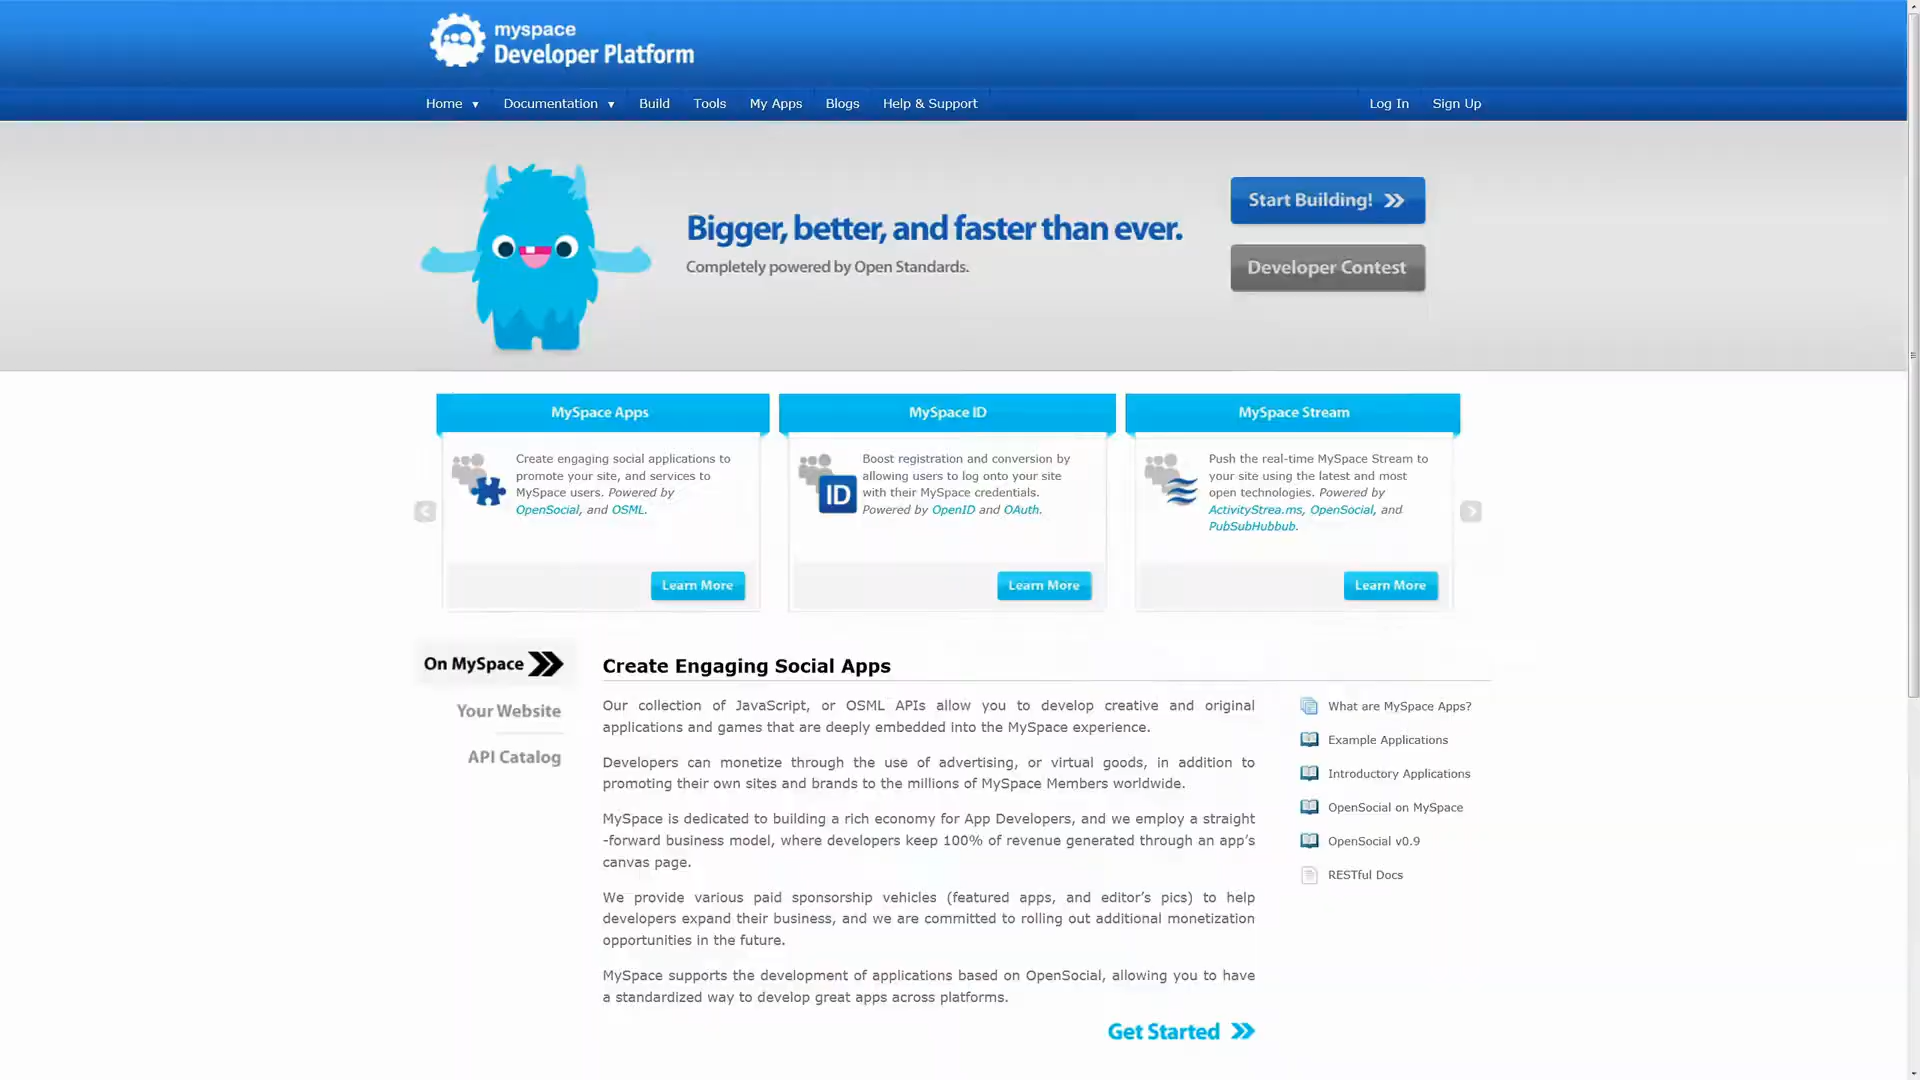 myspace
Developer Platform
Home ▼ Documentation ▼ Build Tools My Apps Blogs Help & Support Log In Sign Up
Bigger, better, and faster than ever.
Completely powered by Open Standards.
Start Building!
Developer Contest
MySpace Apps
Create engaging social applications to
promote your site, and services to
MySpace users. Powered by
OpenSocial, and OSML.
Learn More
MySpace ID
ID
Boost registration and conversion by
allowing users to log onto your site
with their MySpace credentials.
Powered by OpenID and OAuth.
Learn More
MySpace Stream
Push the real-time MySpace Stream to
your site using the latest and most
open technologies. Powered by
ActivityStrea.ms, OpenSocial, and
PubSubHubbub.
Learn More
On MySpace
Your Website
API Catalog
Create Engaging Social Apps
Our collection of JavaScript, or OSML APIs allow you to develop creative and original
applications and games that are deeply embedded into the MySpace experience.
Developers can monetize through the use of advertising, or virtual goods, in addition to
promoting their own sites and brands to the millions of MySpace Members worldwide.
MySpace is dedicated to building a rich economy for App Developers, and we employ a straight
-forward business model, where developers keep 100% of revenue generated through an app’s
canvas page.
We provide various paid sponsorship vehicles (featured apps, and editor’s pics) to help
developers expand their business, and we are committed to rolling out additional monetization
opportunities in the future.
MySpace supports the development of applications based on OpenSocial, allowing you to have
a standardized way to develop great apps across platforms.
Get Started
What are MySpace Apps?
Example Applications
Introductory Applications
OpenSocial on MySpace
OpenSocial v0.9
RESTful Docs